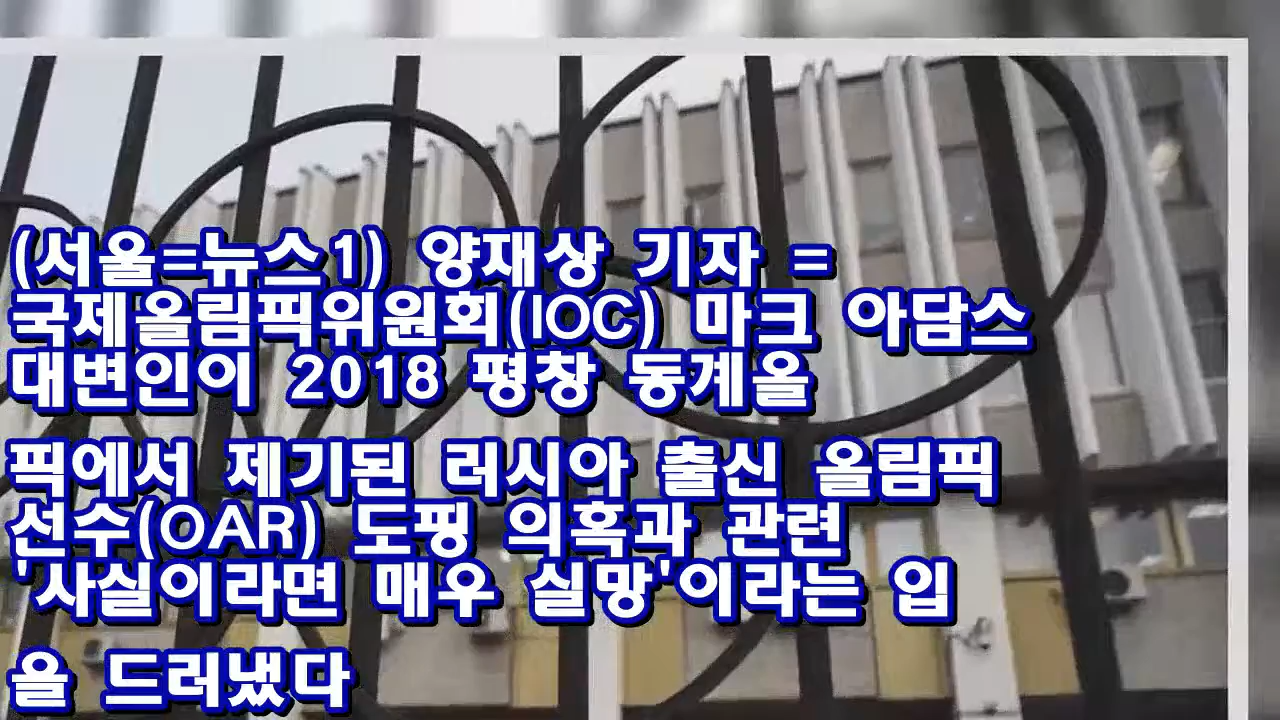 (서울=뉴스1) 양재상 기자 =
국제올림픽위원회(IOC) 마크 아담스
대변인이 2018 평창 동계올
픽에서 제기된 러시아 출신 올림픽
선수(OAR) 도핑 의혹과 관련
'사실이라면 매우 실망'이라는 입
을 드러냈다